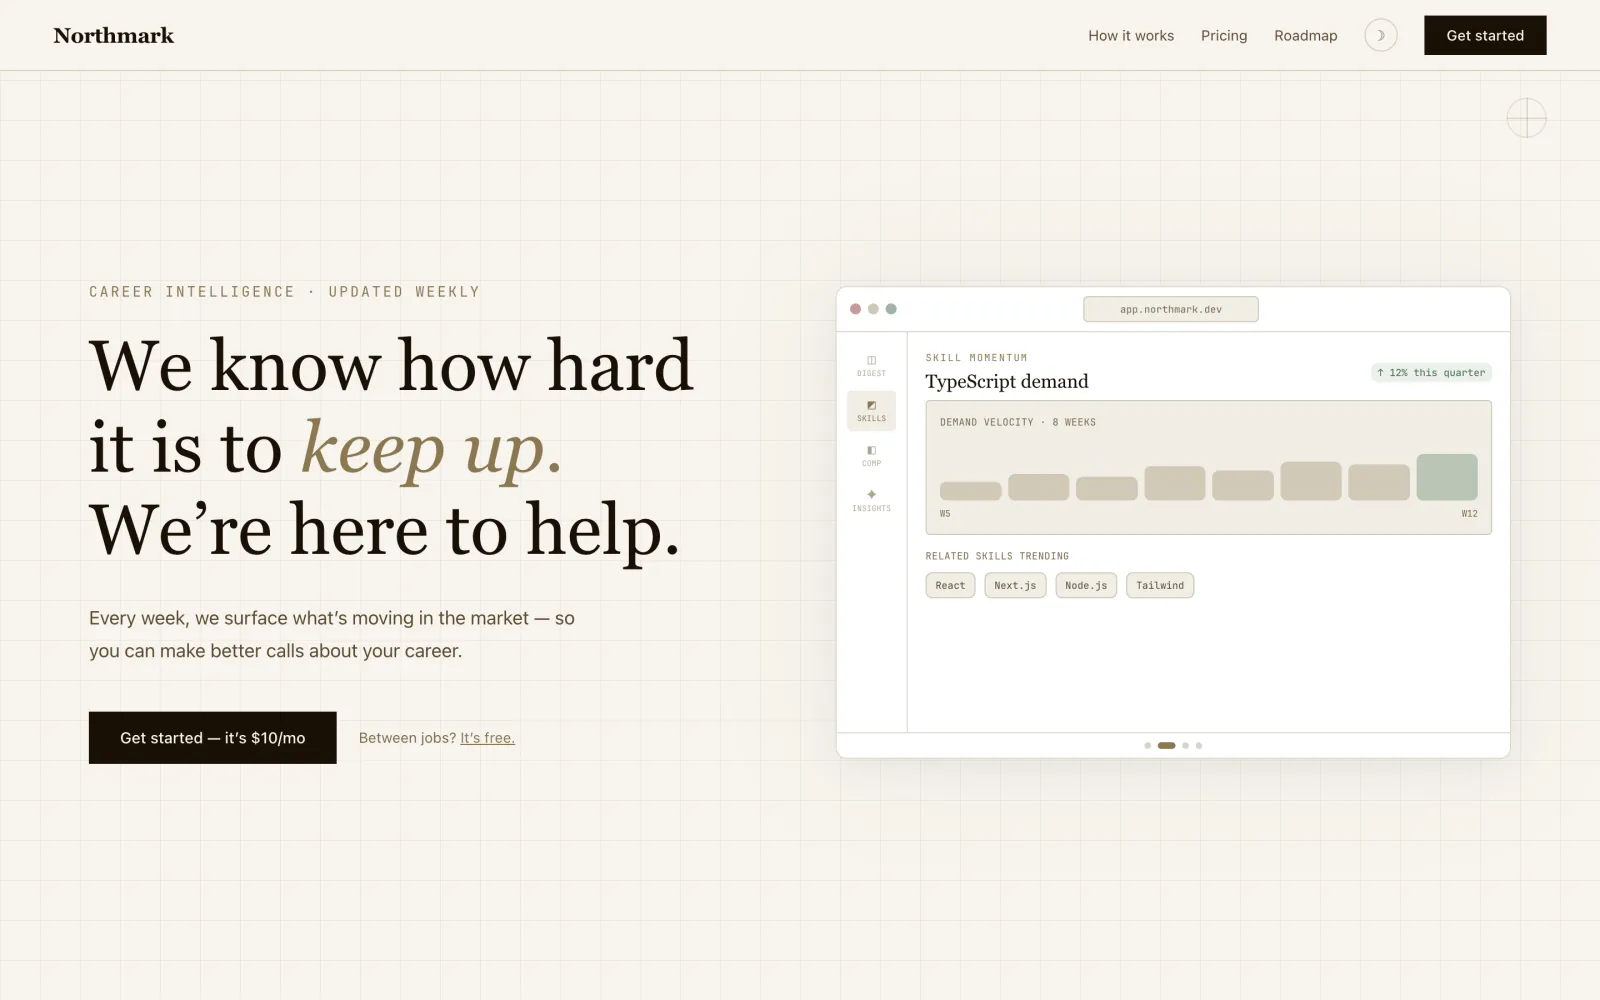 Northmark
How it works
Pricing
Roadmap
Get started
CAREER INTELLIGENCE · UPDATED WEEKLY
We know how hard
it is to keep up.
We’re here to help.
Every week, we surface what’s moving in the market — so
you can make better calls about your career.
Get started — it’s $10/mo
Between jobs? It’s free.
app.northmark.dev
DIGEST
SKILLS
COMP
INSIGHTS
SKILL MOMENTUM
TypeScript demand
↑ 12% this quarter
DEMAND VELOCITY · 8 WEEKS
W5
W12
RELATED SKILLS TRENDING
React
Next.js
Node.js
Tailwind